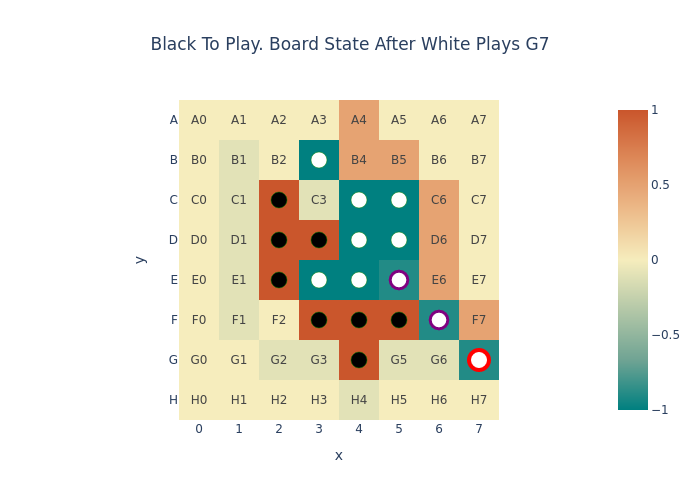 Black To Play. Board State After White Plays G7
A A0 A1 A2 A3 A4 A5 A6 A7
B B0 B1 B2 B4 B5 B6 B7
C C0 C1 C3 C6 C7
D D0 D1 D6 D7
E E0 E1 E6 E7
F F0 F1 F2 F7
G G0 G1 G2 G3 G5 G6
H H0 H1 H2 H3 H4 H5 H6 H7
0 1 2 3 4 5 6 7
x
y
1
0.5
0
−0.5
−1